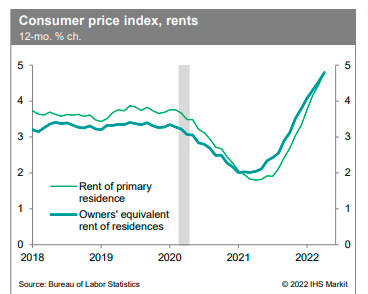 Consumer price index, rents
12-mo. % ch.
5 5
4 4
3 3
2 2
1 1
0 0
Rent of primary
residence
Owners' equivalent
rent of residences
2018 2019 2020 2021 2022
Source: Bureau of Labor Statistics © 2022 IHS Markit